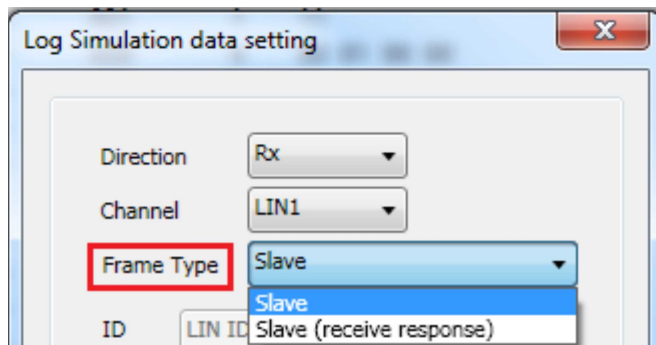 Log Simulation data setting
Direction Rx
Channel LIN1
Frame Type Slave
Slave
ID LIN ID Slave (receive response)